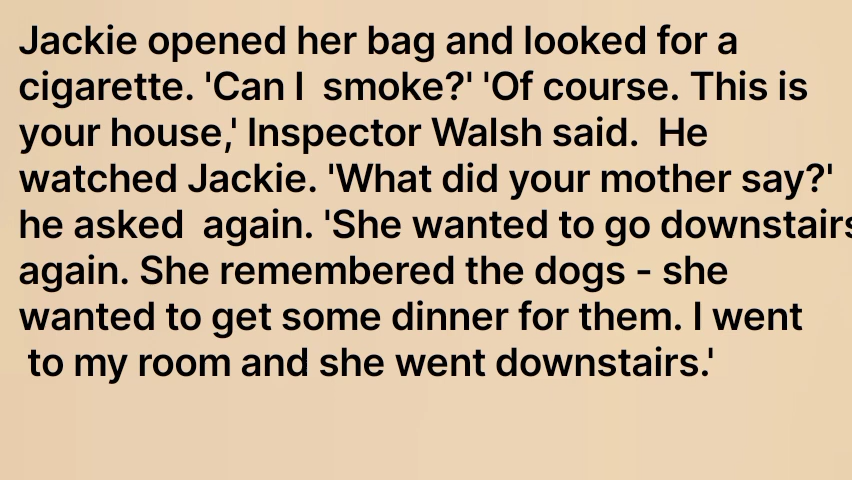 Jackie opened her bag and looked for a
cigarette. 'Can I  smoke?' 'Of course. This is
your house,' Inspector Walsh said.  He
watched Jackie. 'What did your mother say?'
he asked  again. 'She wanted to go downstairs
again. She remembered the dogs - she
wanted to get some dinner for them. I went
to my room and she went downstairs.'